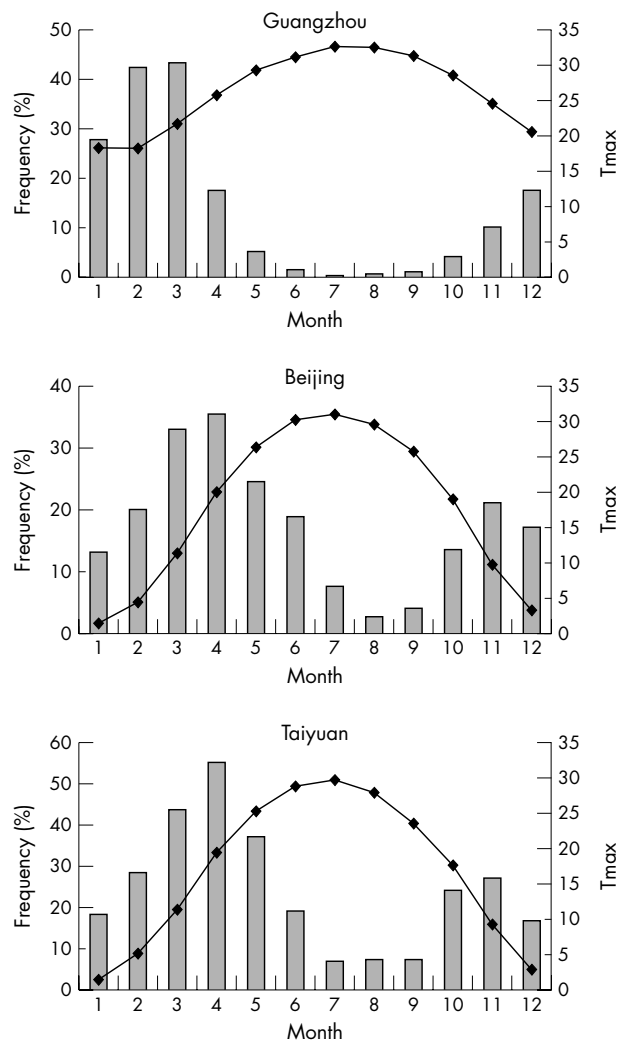 Guangzhou
50 35
40 30
30 25
20 20
10 15
0 10
5
0
Frequency (%)
Tmax
1 2 3 4 5 6 7 8 9 10 11 12
Month
Beijing
40 35
30 30
20 25
10 20
0 15
10
5
0
Frequency (%)
Tmax
1 2 3 4 5 6 7 8 9 10 11 12
Month
Taiyuan
60 35
50 30
40 25
30 20
20 15
10 10
0 5
0
Frequency (%)
Tmax
1 2 3 4 5 6 7 8 9 10 11 12
Month